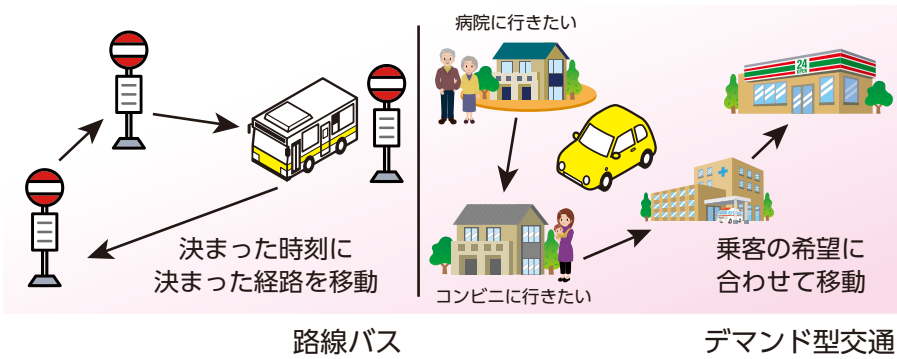 決まった時刻に
決まった経路を移動
路線バス
病院に行きたい
24
OPEN
コンビニに行きたい
乗客の希望に
合わせて移動
デマンド型交通